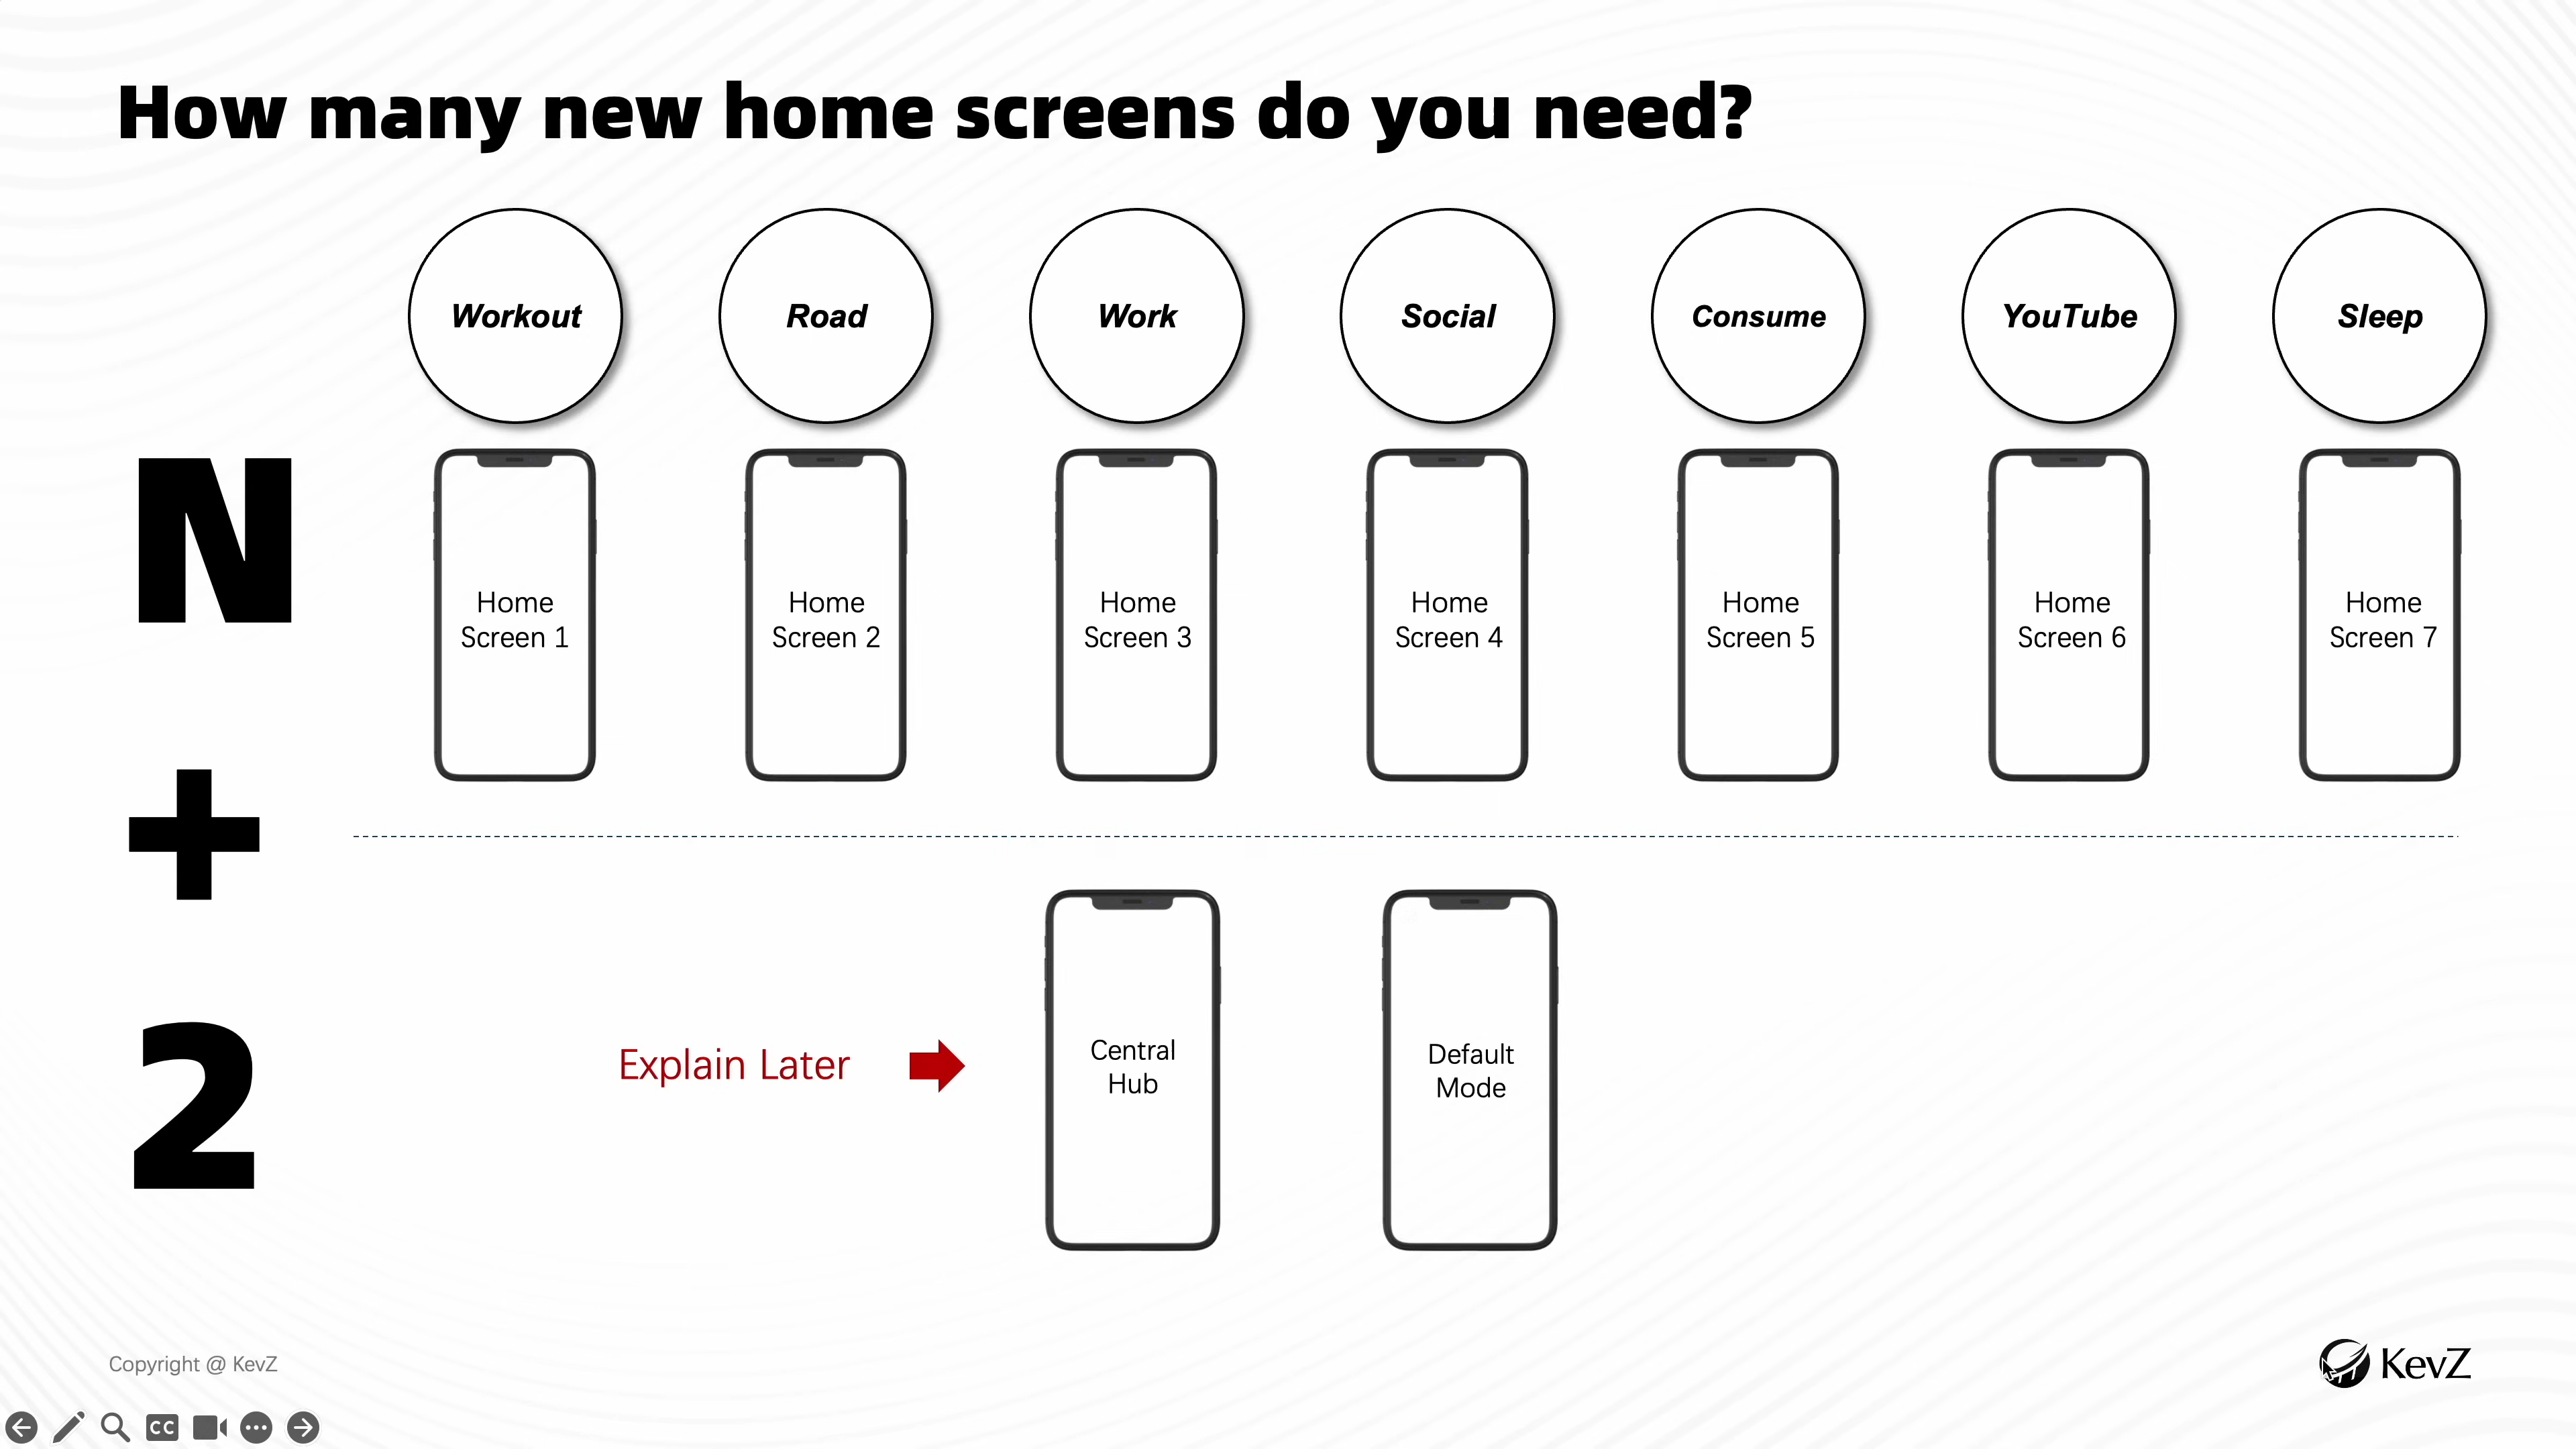 How many new home screens do you need?
Workout
Road
Work
Social
Consume
YouTube
Sleep
N
Home
Screen 1
Home
Screen 2
Home
Screen 3
Home
Screen 4
Home
Screen 5
Home
Screen 6
Home
Screen 7
+
2
Explain Later
Central
Hub
Default
Mode
Copyright @ KevZ
KevZ
CC